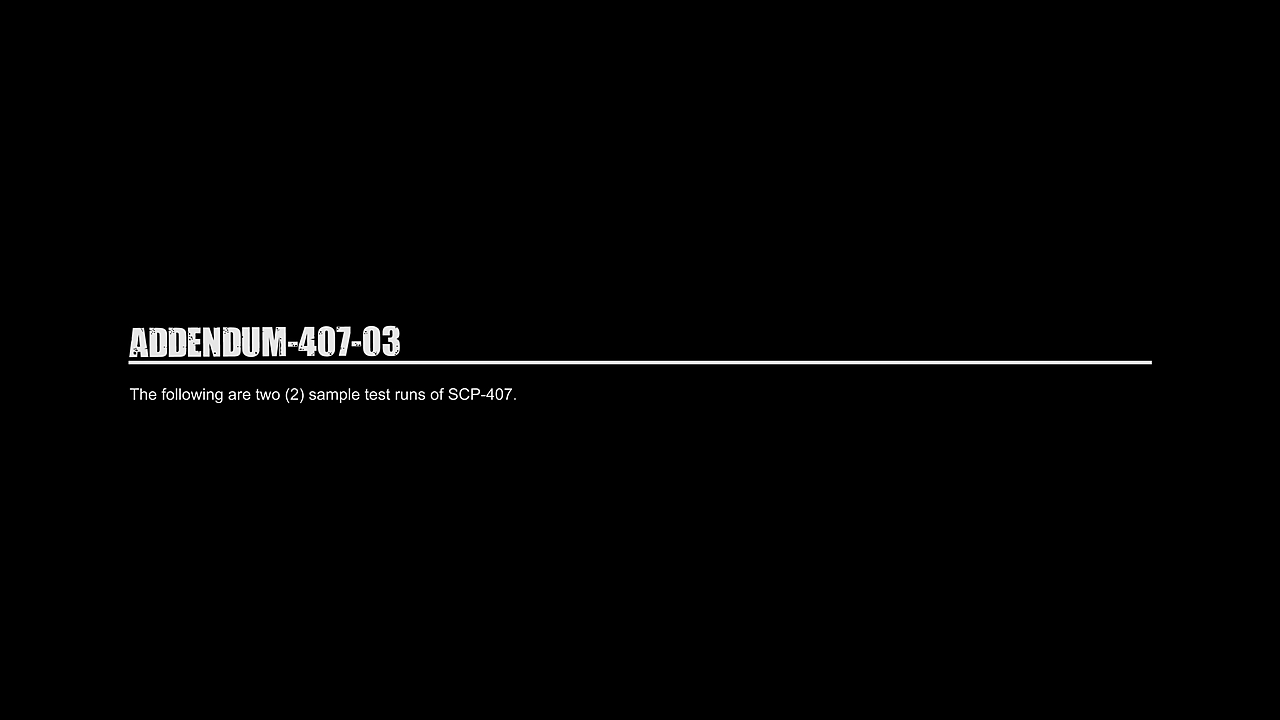 ADDENDUM-407-03
The following are two (2) sample test runs of SCP-407.